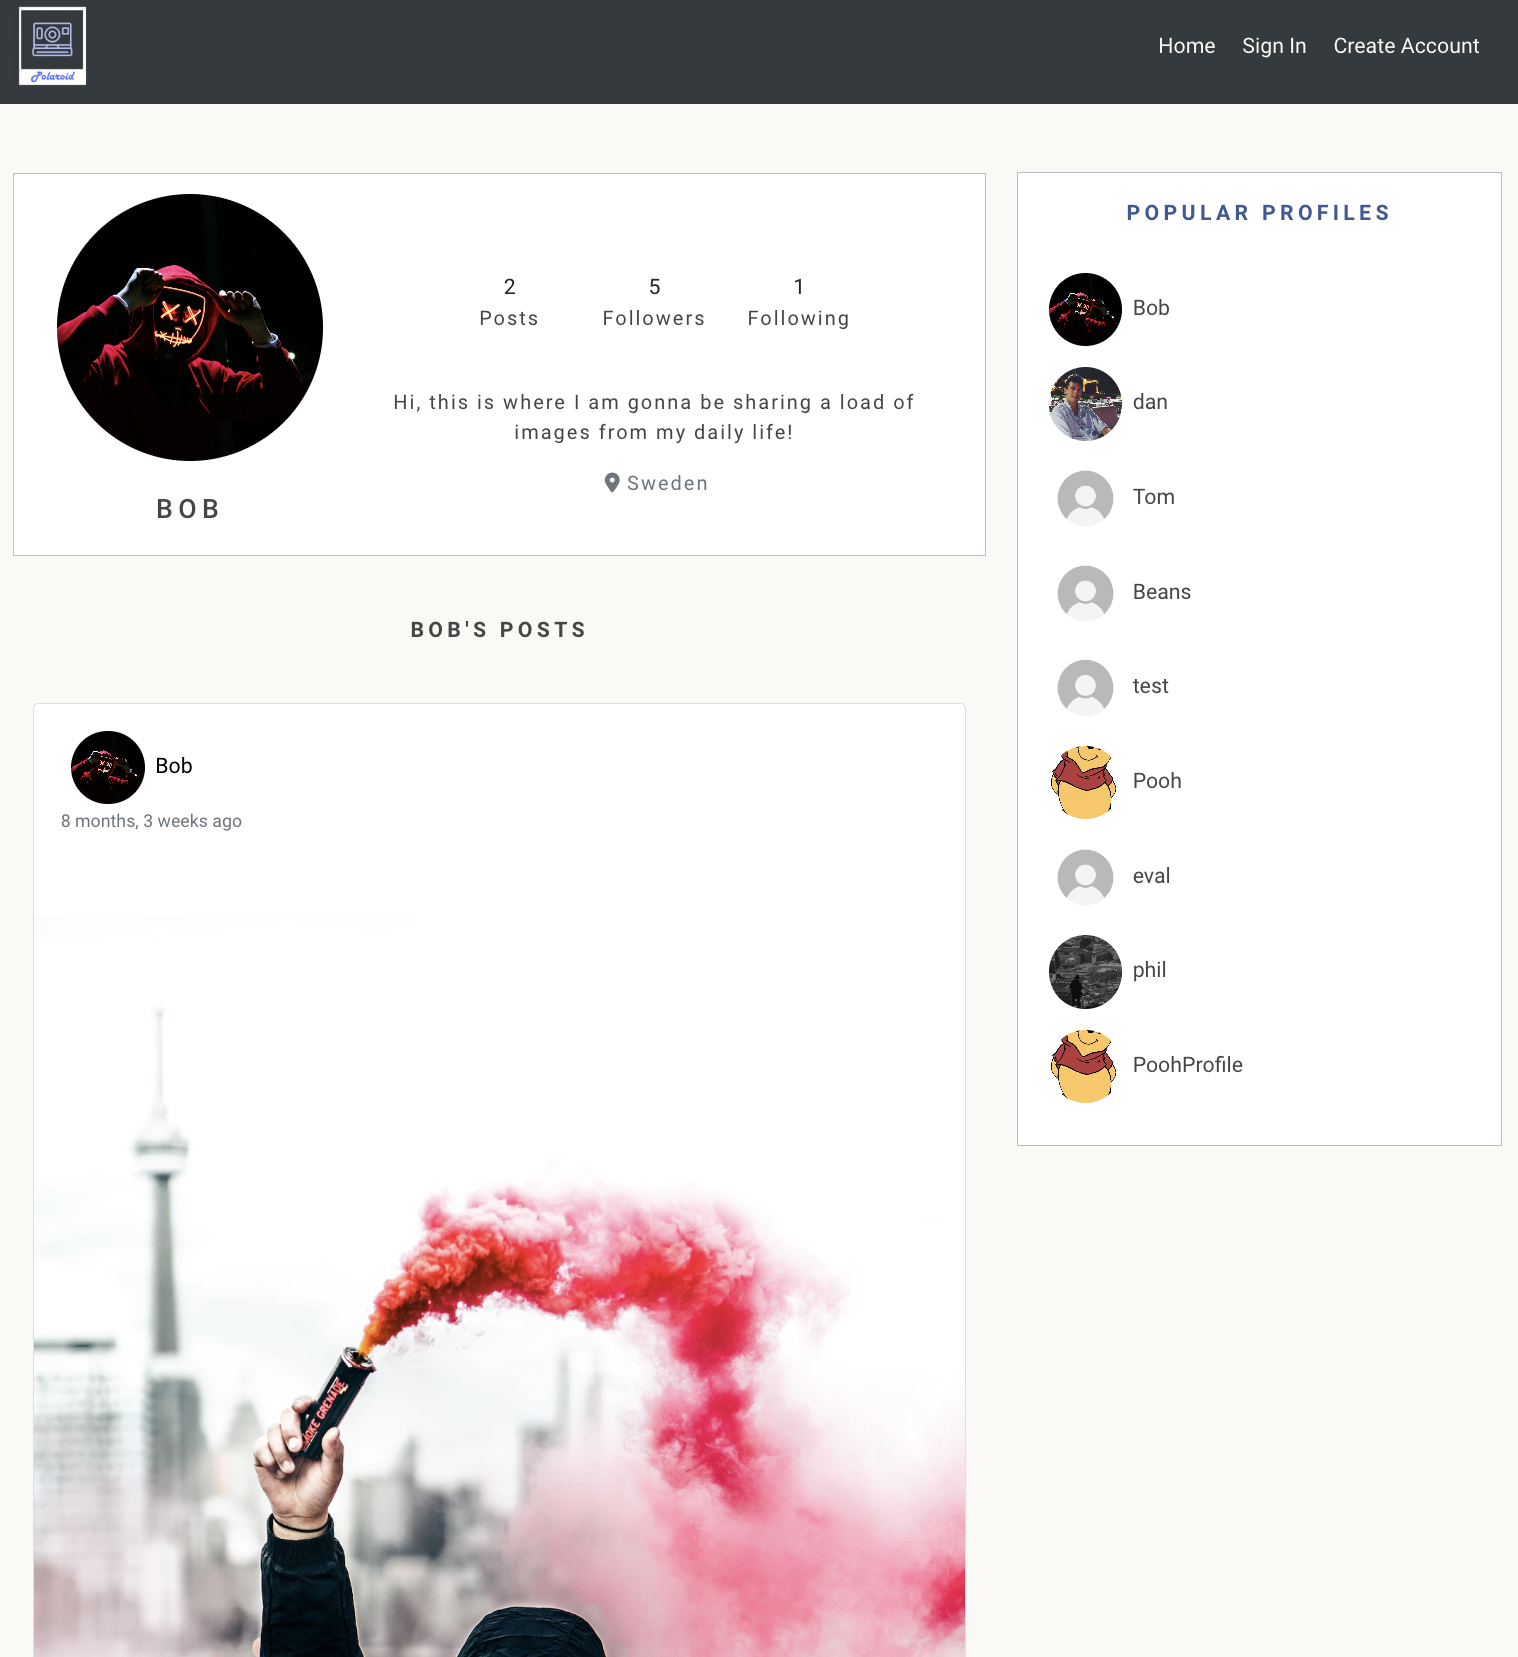 Polaroid
Home Sign In Create Account
2 5 1
Posts Followers Following
Hi, this is where I am gonna be sharing a load of
images from my daily life!
Sweden
BOB
BOB'S POSTS
Bob
8 months, 3 weeks ago
GRENADE
POPULAR PROFILES
Bob
dan
Tom
Beans
test
Pooh
eval
phil
PoohProfile